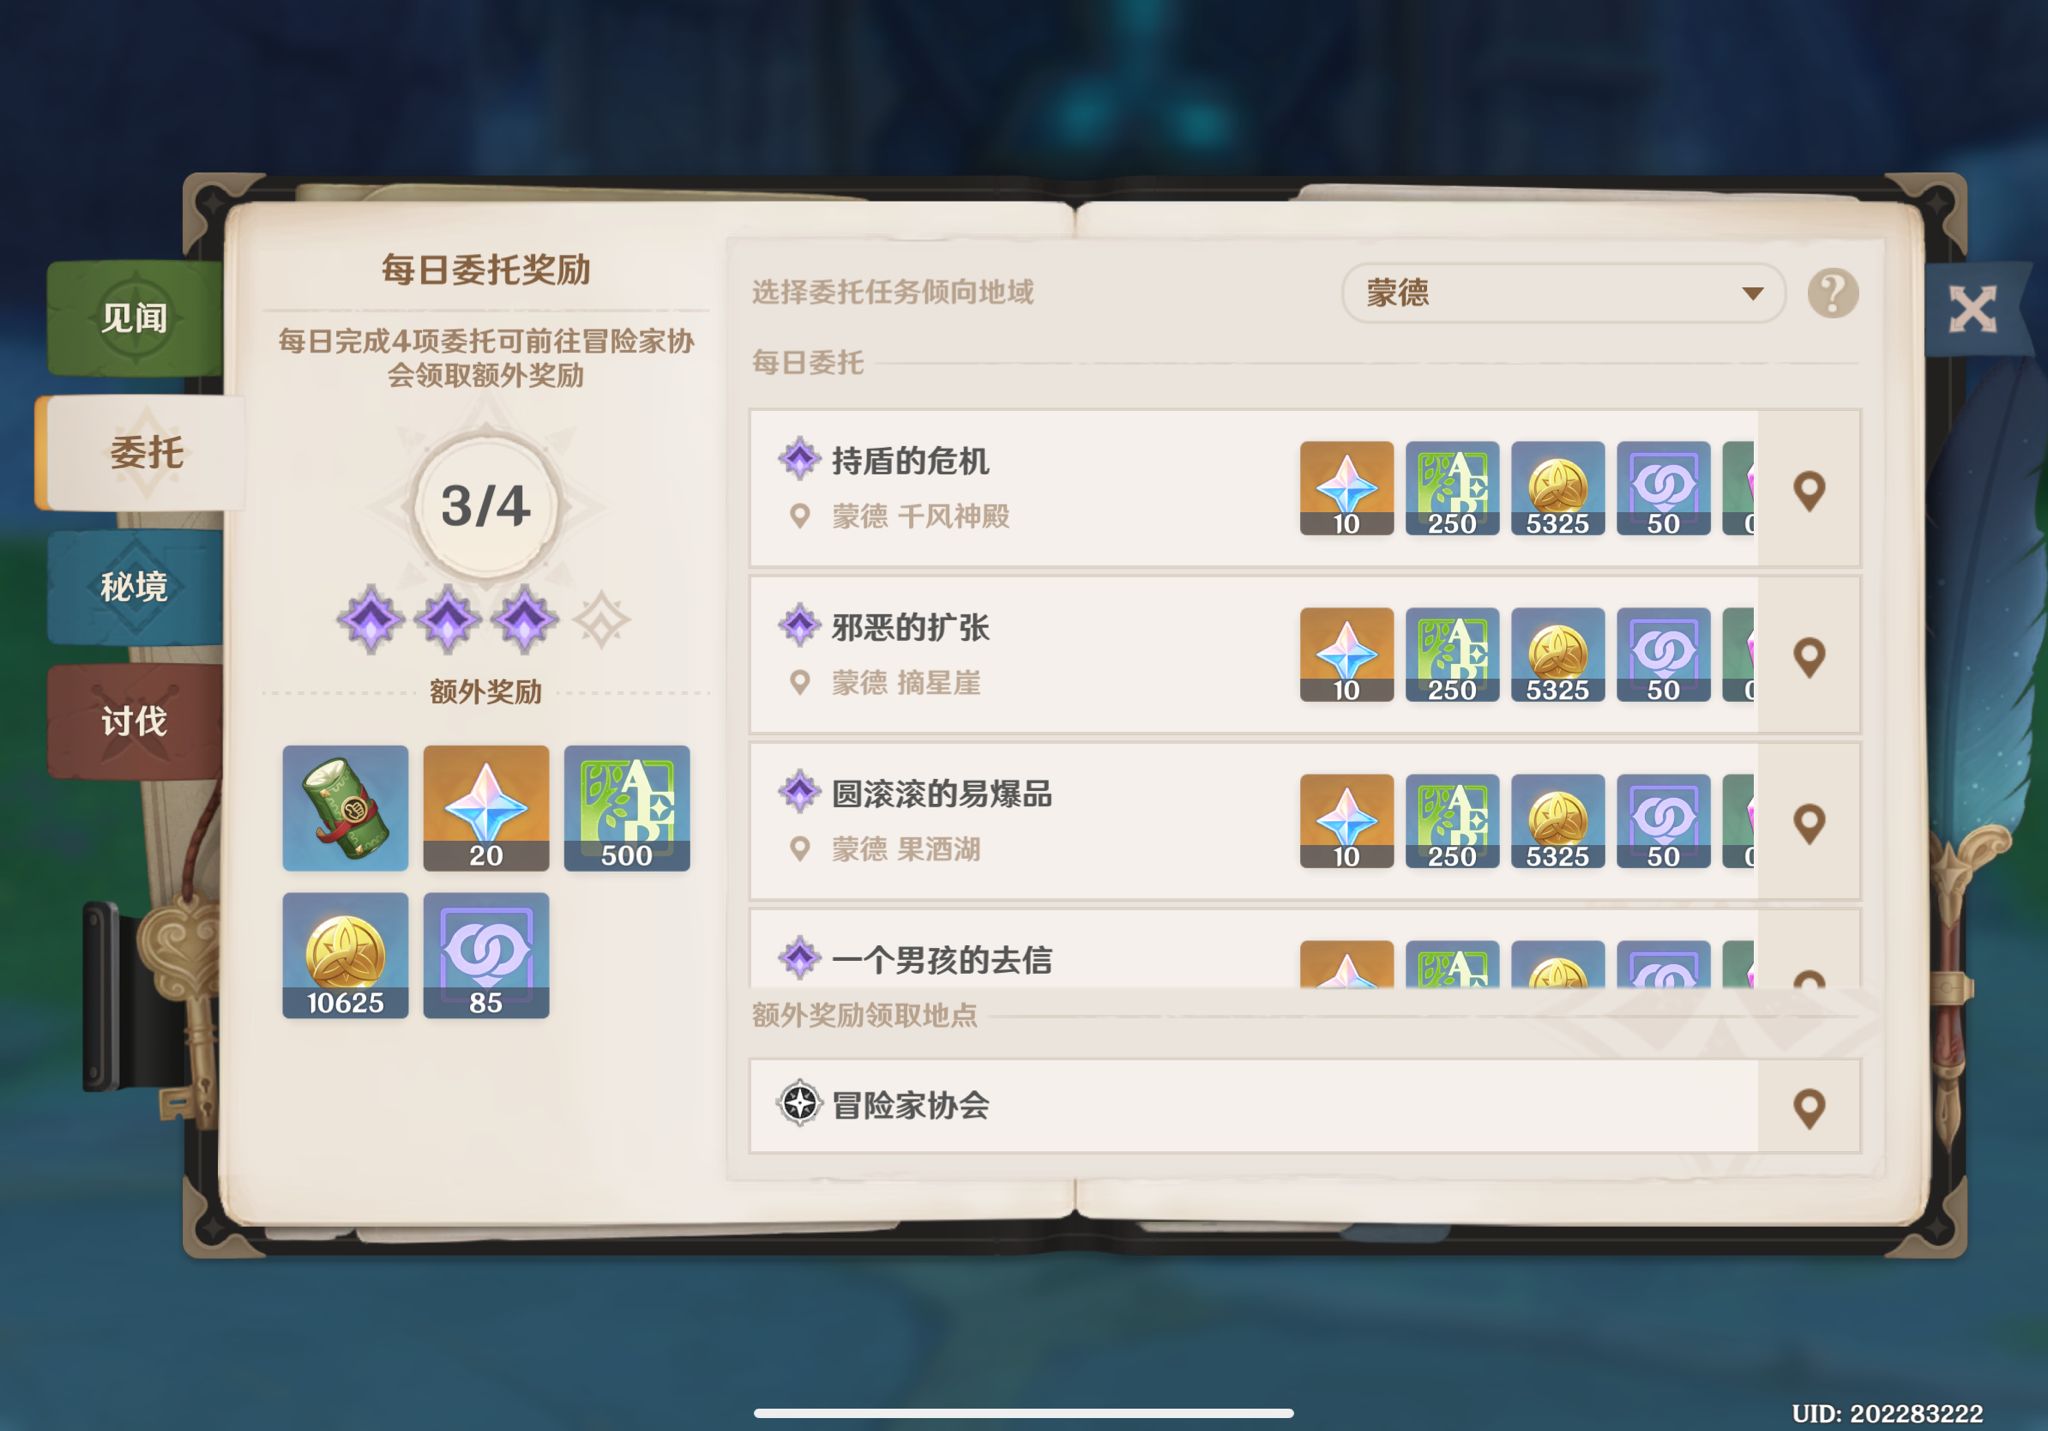 见闻
委托
秘境
讨伐
每日委托奖励
每日完成4项委托可前往冒险家协
会领取额外奖励
3/4
额外奖励
20
500
10625
85
选择委托任务倾向地域
蒙德
?
每日委托
持盾的危机
蒙德 千风神殿
10
250
5325
50
邪恶的扩张
蒙德 摘星崖
10
250
5325
50
圆滚滚的易爆品
蒙德 果酒湖
10
250
5325
50
一个男孩的去信
额外奖励领取地点
冒险家协会
UID: 202283222